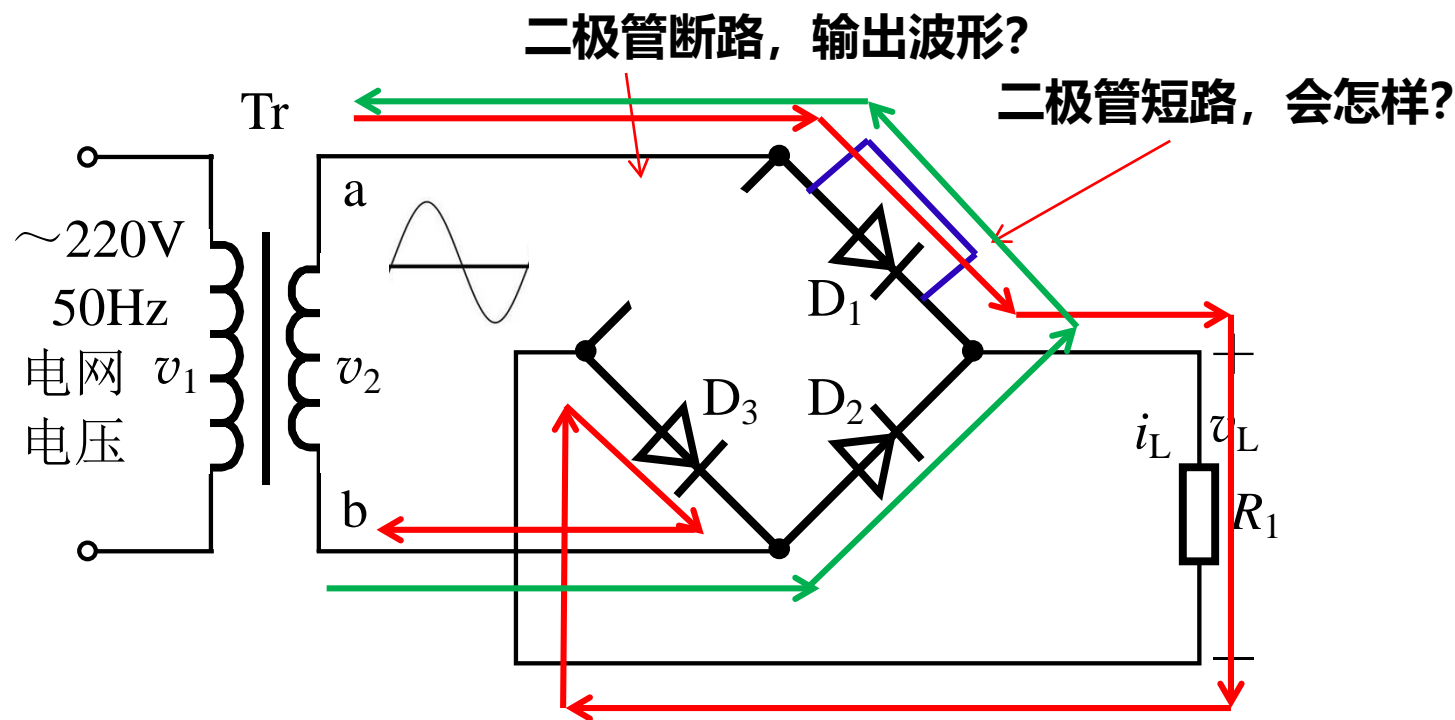 二极管断路，输出波形？
二极管短路，会怎样？
Tr
a
～220V
50Hz
电网
电压
v1
v2
D1
D3
D2
iL
vL
b
R1